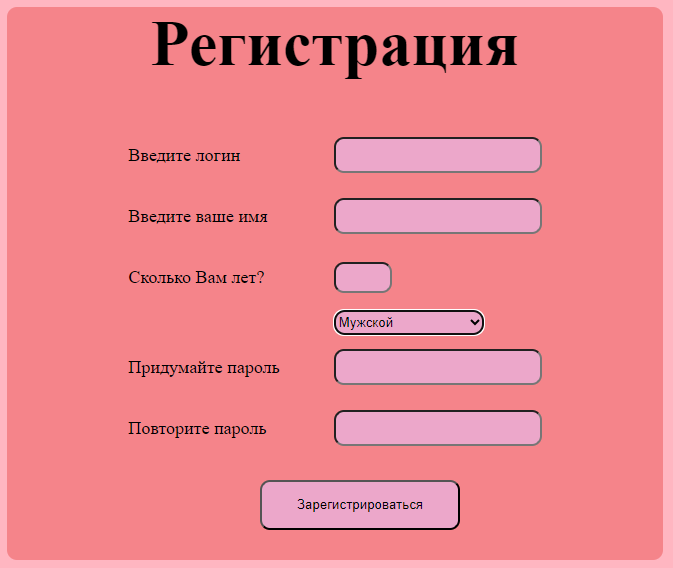 Регистрация
Введите логин
Введите ваше имя
Сколько Вам лет?
Мужской
Придумайте пароль
Повторите пароль
Зарегистрироваться